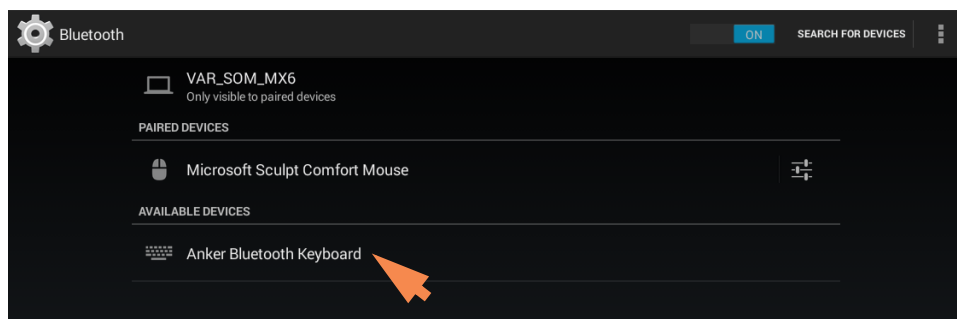 Bluetooth
ON
SEARCH FOR DEVICES
VAR_SOM_MX6
Only visible to paired devices
PAIRED DEVICES
Microsoft Sculpt Comfort Mouse
AVAILABLE DEVICES
Anker Bluetooth Keyboard